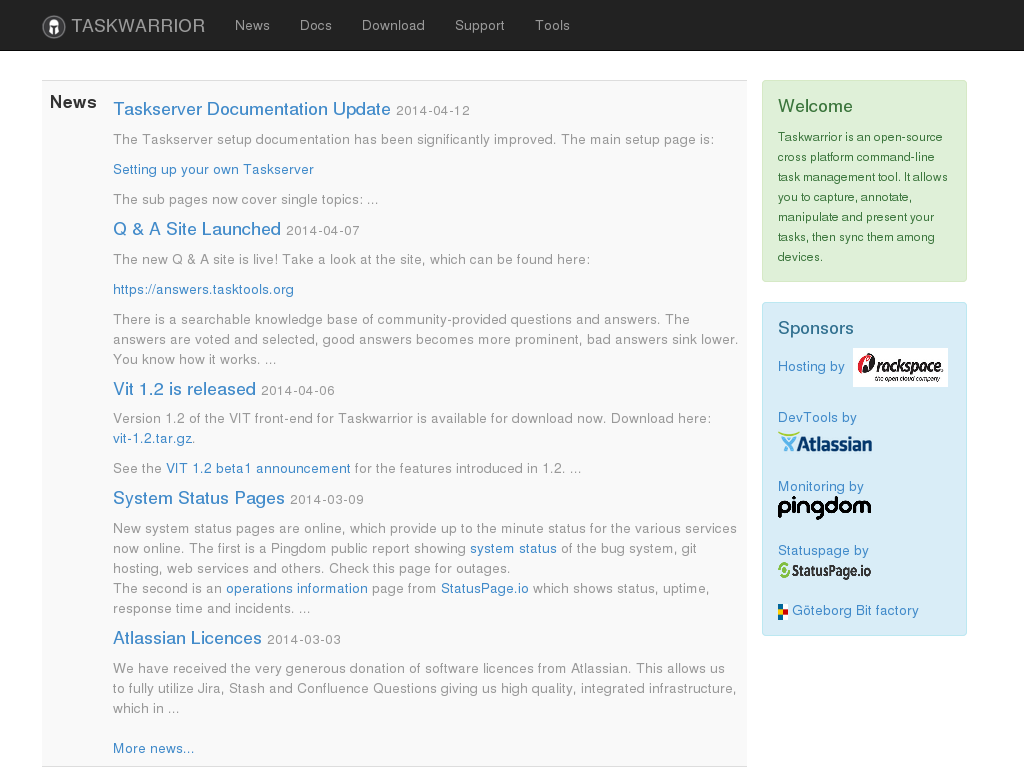 TASKWARRIOR News Docs Download Support Tools
News
Taskserver Documentation Update 2014-04-12
The Taskserver setup documentation has been significantly improved. The main setup page is:
Setting up your own Taskserver
The sub pages now cover single topics: ...
Q & A Site Launched 2014-04-07
The new Q & A site is live! Take a look at the site, which can be found here:
https://answers.tasktools.org
There is a searchable knowledge base of community-provided questions and answers. The
answers are voted and selected, good answers becomes more prominent, bad answers sink lower.
You know how it works. ...
Vit 1.2 is released 2014-04-06
Version 1.2 of the VIT front-end for Taskwarrior is available for download now. Download here:
vit-1.2.tar.gz.
See the VIT 1.2 beta1 announcement for the features introduced in 1.2. ...
System Status Pages 2014-03-09
New system status pages are online, which provide up to the minute status for the various services
now online. The first is a Pingdom public report showing system status of the bug system, git
hosting, web services and others. Check this page for outages.
The second is an operations information page from StatusPage.io which shows status, uptime,
response time and incidents. ...
Atlassian Licences 2014-03-03
We have received the very generous donation of software licences from Atlassian. This allows us
to fully utilize Jira, Stash and Confluence Questions giving us high quality, integrated infrastructure,
which in ...
More news...
Welcome
Taskwarrior is an open-source
cross platform command-line
task management tool. It allows
you to capture, annotate,
manipulate and present your
tasks, then sync them among
devices.
Sponsors
Hosting by rackspace.
the open cloud company
DevTools by
Atlassian
Monitoring by
pingdom
Statuspage by
StatusPage.io
Göteborg Bit factory